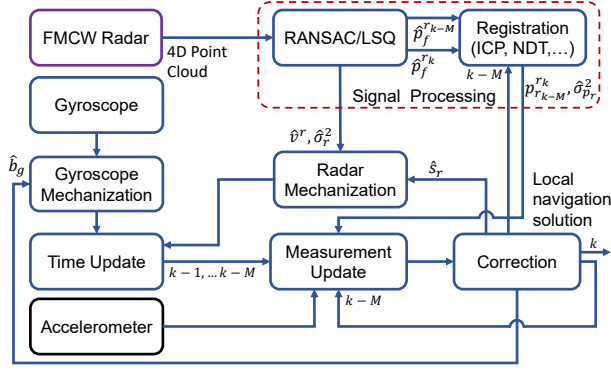 FMCW Radar
4D Point
Cloud
RANSAC/LSQ
p̂_f^{r_{k−M}}
p̂_f^{r_k}
Registration
(ICP, NDT,…)
Signal Processing
k − M
p_{r_{k−M}}^{r_k}, σ̂_{p_r}^2
Gyroscope
v̂^r, σ̂_r^2
b̂_g
Gyroscope
Mechanization
Radar
Mechanization
ŝ_r
Local
navigation
solution
Time Update
k − 1, … k − M
Measurement
Update
Correction
k
k − M
Accelerometer